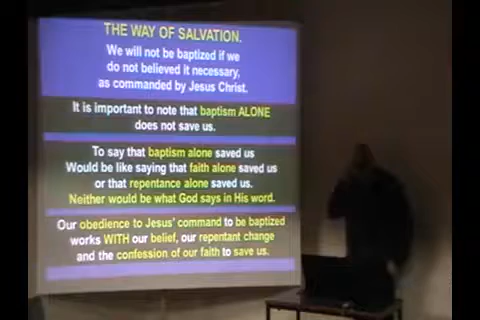 THE WAY OF SALVATION.
We will not be baptized if we
do not believed it necessary,
as commanded by Jesus Christ.
It is important to note that baptism ALONE
does not save us.
To say that baptism alone saved us
Would be like saying that faith alone saved us
or that repentance alone saved us.
Neither would be what God says in His word.
Our obedience to Jesus' command to be baptized
works WITH our belief, our repentant change
and the confession of our faith to save us.